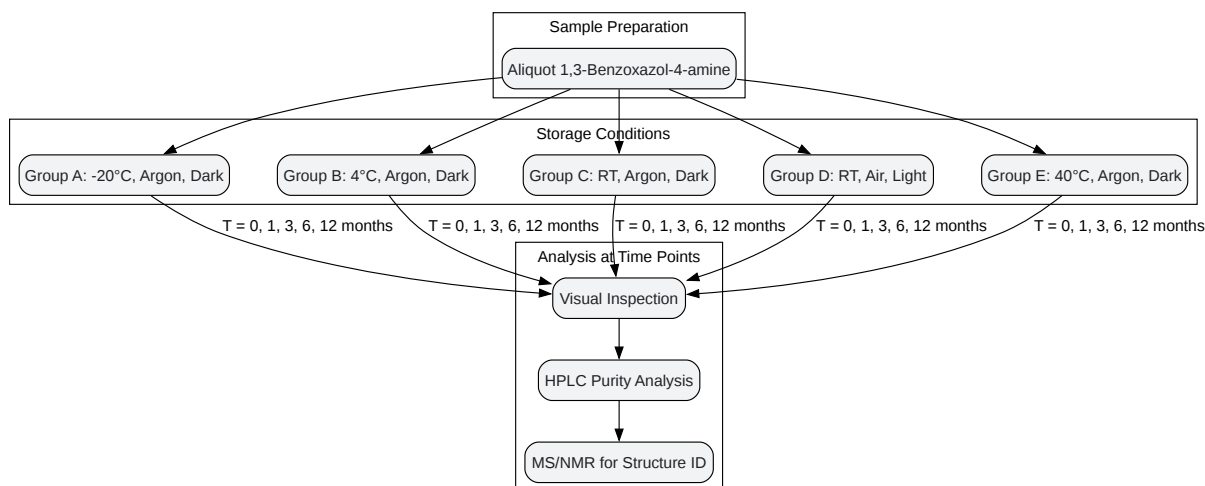 Sample Preparation
Aliquot 1,3-Benzoxazol-4-amine
Storage Conditions
Group A: -20°C, Argon, Dark
Group B: 4°C, Argon, Dark
Group C: RT, Argon, Dark
Group D: RT, Air, Light
Group E: 40°C, Argon, Dark
T = 0, 1, 3, 6, 12 months
T = 0, 1, 3, 6, 12 months
T = 0, 1, 3, 6, 12 months
T = 0, 1, 3, 6, 12 months
T = 0, 1, 3, 6, 12 months
Analysis at Time Points
Visual Inspection
HPLC Purity Analysis
MS/NMR for Structure ID